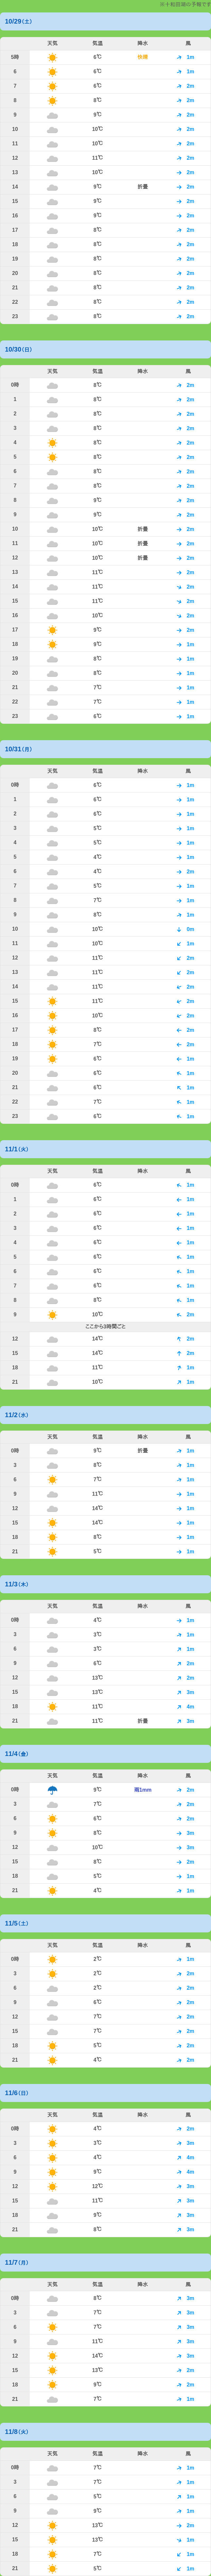 ※十和田湖の予報です
10/29(土)
天気 気温 降水 風
5時 6℃ 快晴 1m
6 6℃ 2m
7 6℃ 2m
8 8℃ 2m
9 9℃ 2m
10 10℃ 2m
11 10℃ 2m
12 11℃ 2m
13 10℃ 2m
14 9℃ 折畳 2m
15 9℃ 2m
16 9℃ 2m
17 8℃ 2m
18 8℃ 2m
19 8℃ 2m
20 8℃ 2m
21 8℃ 2m
22 8℃ 2m
23 8℃ 2m
10/30(日)
天気 気温 降水 風
0時 8℃ 2m
1 8℃ 2m
2 8℃ 2m
3 8℃ 2m
4 8℃ 2m
5 8℃ 2m
6 8℃ 2m
7 8℃ 2m
8 9℃ 2m
9 9℃ 2m
10 10℃ 折畳 2m
11 10℃ 折畳 2m
12 10℃ 折畳 2m
13 11℃ 2m
14 11℃ 2m
15 11℃ 2m
16 10℃ 2m
17 9℃ 2m
18 9℃ 1m
19 8℃ 1m
20 8℃ 1m
21 7℃ 1m
22 7℃ 1m
23 6℃ 1m
10/31(月)
天気 気温 降水 風
0時 6℃ 1m
1 6℃ 1m
2 6℃ 1m
3 5℃ 1m
4 5℃ 1m
5 4℃ 1m
6 4℃ 2m
7 5℃ 1m
8 7℃ 1m
9 8℃ 1m
10 10℃ 0m
11 10℃ 1m
12 11℃ 2m
13 11℃ 2m
14 11℃ 2m
15 11℃ 2m
16 10℃ 2m
17 8℃ 2m
18 7℃ 2m
19 6℃ 1m
20 6℃ 1m
21 6℃ 1m
22 7℃ 1m
23 6℃ 1m
11/1(火)
天気 気温 降水 風
0時 6℃ 1m
1 6℃ 1m
2 6℃ 1m
3 6℃ 1m
4 6℃ 1m
5 6℃ 1m
6 6℃ 1m
7 6℃ 1m
8 8℃ 1m
9 10℃ 2m
ここから3時間ごと
12 14℃ 2m
15 14℃ 2m
18 11℃ 1m
21 10℃ 1m
11/2(水)
天気 気温 降水 風
0時 9℃ 折畳 1m
3 8℃ 1m
6 7℃ 1m
9 11℃ 1m
12 14℃ 1m
15 14℃ 1m
18 8℃ 1m
21 5℃ 1m
11/3(木)
天気 気温 降水 風
0時 4℃ 1m
3 3℃ 1m
6 3℃ 1m
9 6℃ 2m
12 13℃ 2m
15 13℃ 3m
18 11℃ 4m
21 11℃ 折畳 3m
11/4(金)
天気 気温 降水 風
0時 9℃ 雨1mm 2m
3 7℃ 2m
6 6℃ 2m
9 8℃ 3m
12 10℃ 3m
15 8℃ 2m
18 5℃ 1m
21 4℃ 1m
11/5(土)
天気 気温 降水 風
0時 2℃ 1m
3 2℃ 2m
6 2℃ 2m
9 6℃ 2m
12 7℃ 2m
15 7℃ 2m
18 5℃ 2m
21 4℃ 2m
11/6(日)
天気 気温 降水 風
0時 4℃ 2m
3 3℃ 3m
6 4℃ 4m
9 9℃ 4m
12 12℃ 3m
15 11℃ 3m
18 9℃ 3m
21 8℃ 3m
11/7(月)
天気 気温 降水 風
0時 8℃ 3m
3 7℃ 3m
6 7℃ 3m
9 11℃ 3m
12 14℃ 3m
15 13℃ 2m
18 9℃ 2m
21 7℃ 1m
11/8(火)
天気 気温 降水 風
0時 7℃ 1m
3 7℃ 1m
6 5℃ 1m
9 9℃ 1m
12 13℃ 2m
15 13℃ 1m
18 7℃ 1m
21 5℃ 1m